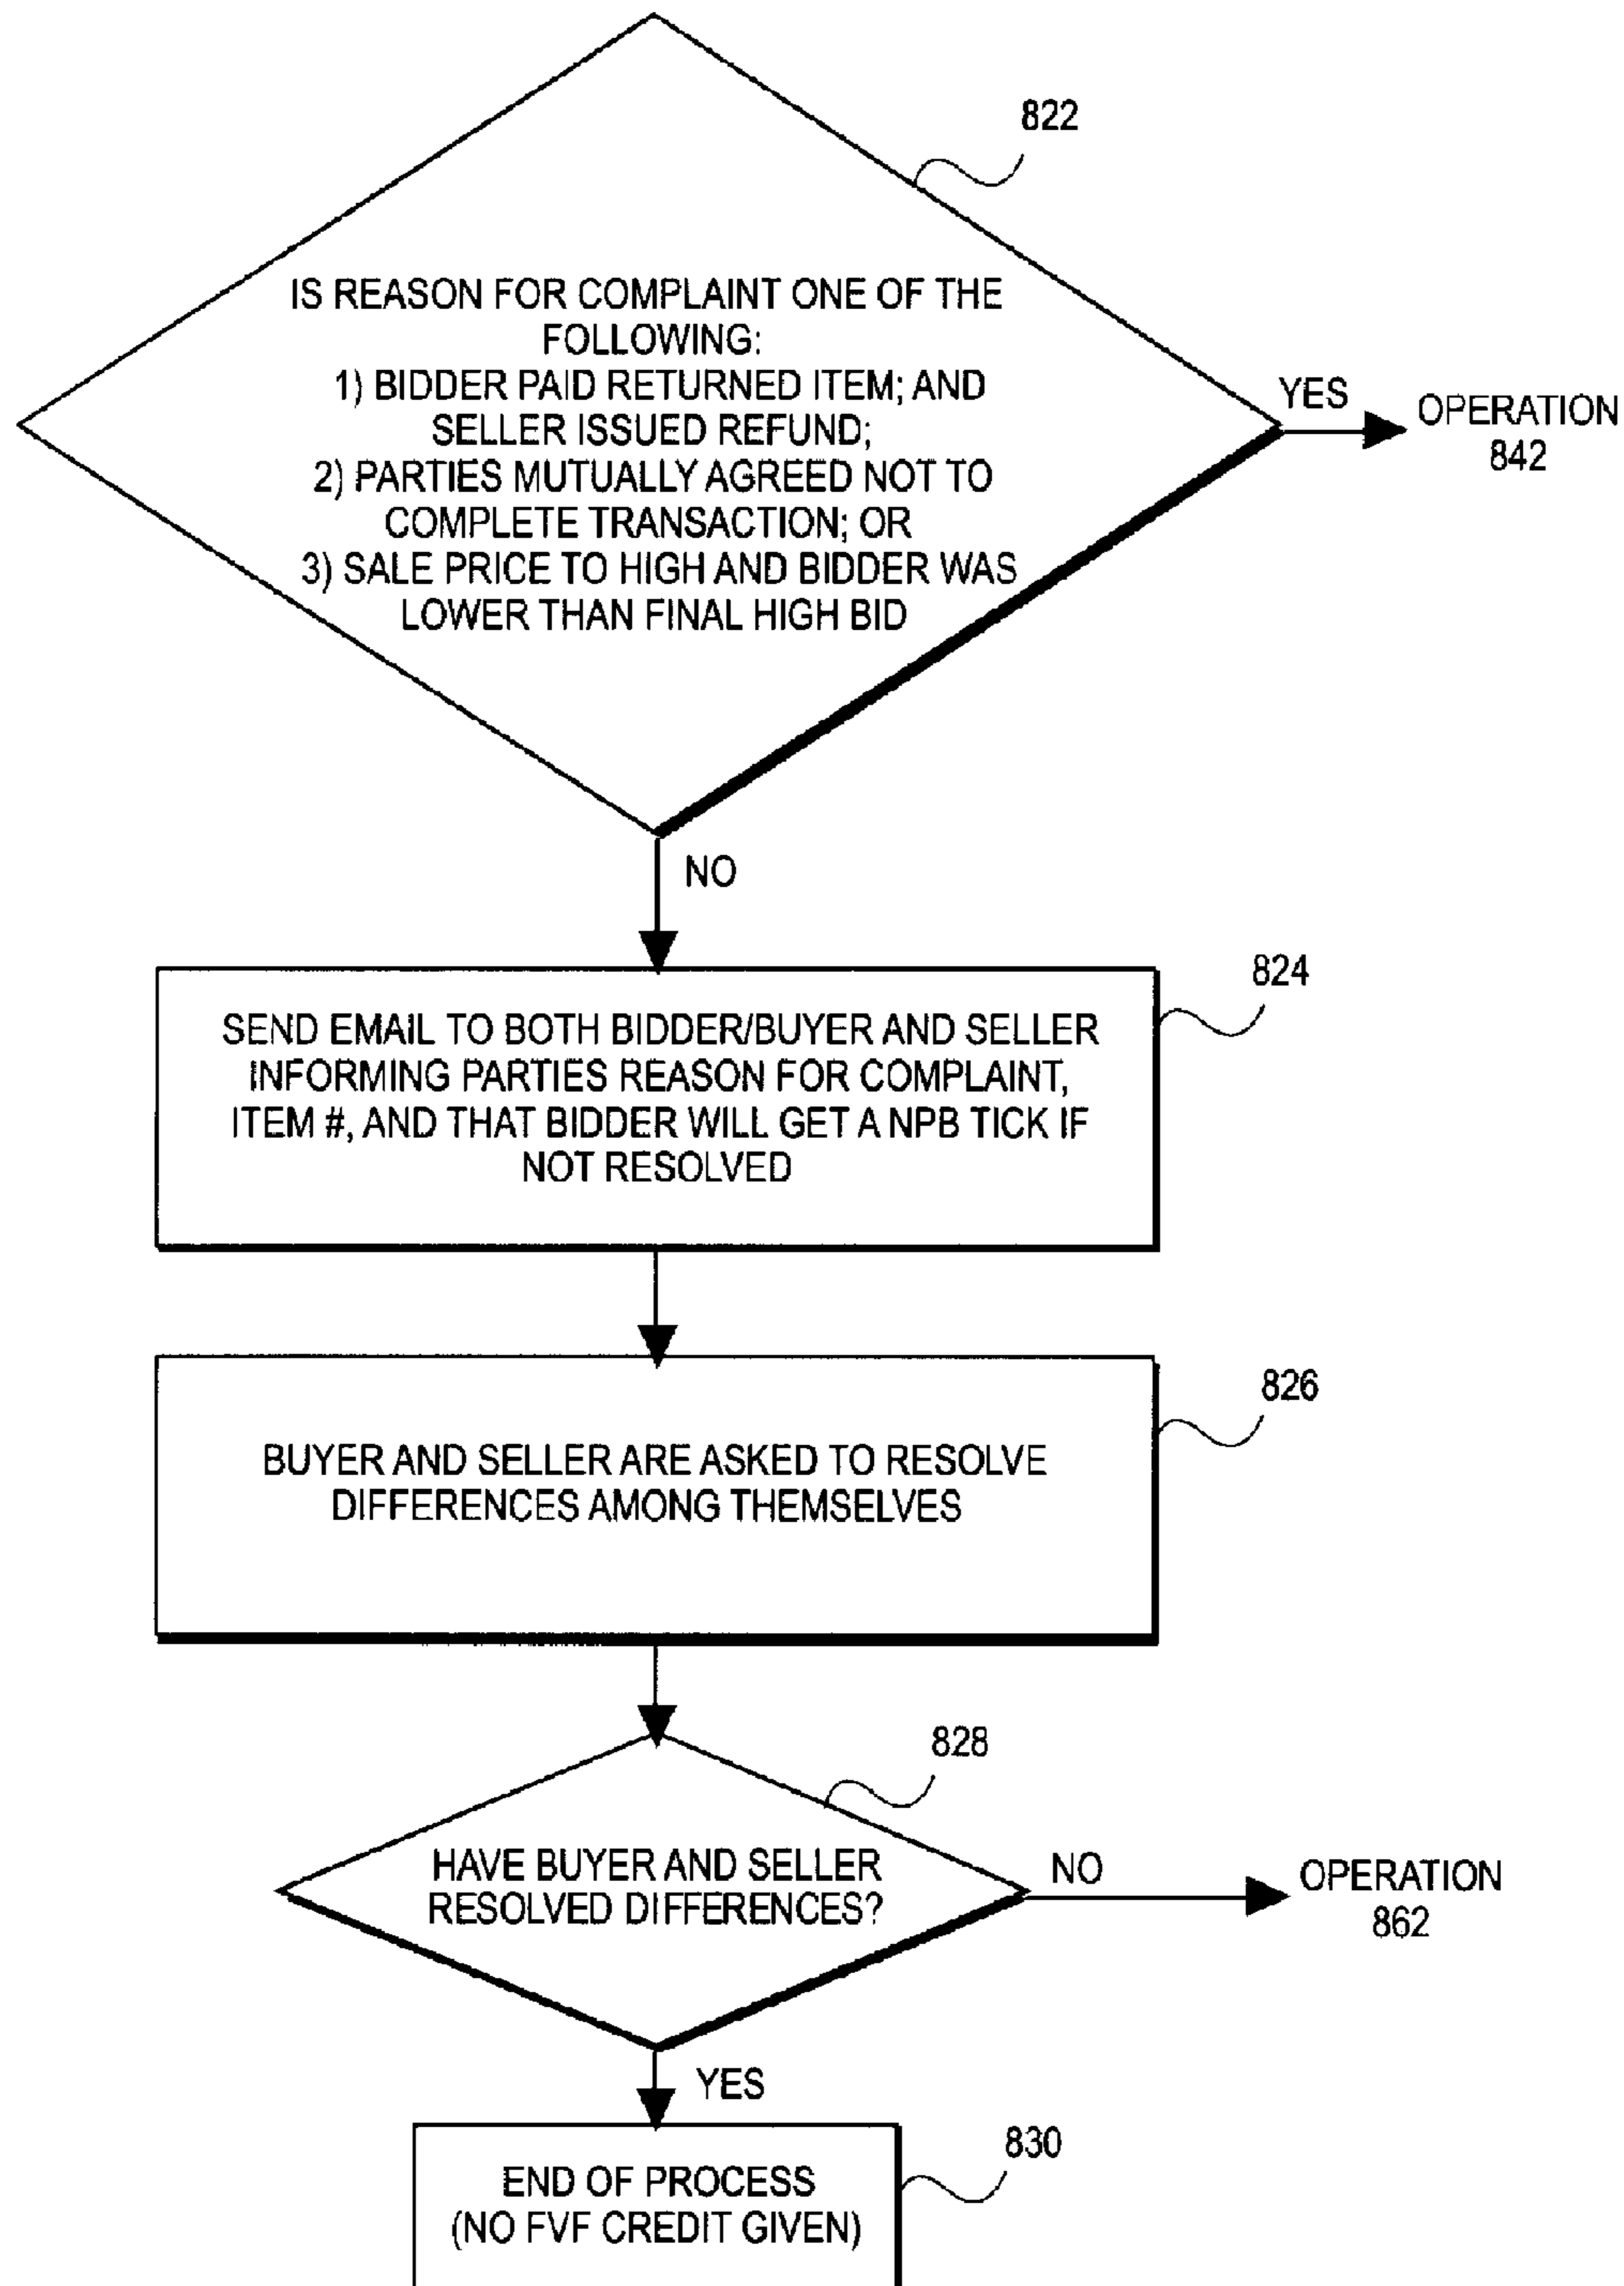 822
IS REASON FOR COMPLAINT ONE OF THE
FOLLOWING:
1) BIDDER PAID RETURNED ITEM; AND
SELLER ISSUED REFUND;
2) PARTIES MUTUALLY AGREED NOT TO
COMPLETE TRANSACTION; OR
3) SALE PRICE TO HIGH AND BIDDER WAS
LOWER THAN FINAL HIGH BID
YES
OPERATION
842
NO
824
SEND EMAIL TO BOTH BIDDER/BUYER AND SELLER
INFORMING PARTIES REASON FOR COMPLAINT,
ITEM #, AND THAT BIDDER WILL GET A NPB TICK IF
NOT RESOLVED
826
BUYER AND SELLER ARE ASKED TO RESOLVE
DIFFERENCES AMONG THEMSELVES
828
HAVE BUYER AND SELLER
RESOLVED DIFFERENCES?
NO
OPERATION
862
YES
830
END OF PROCESS
(NO FVF CREDIT GIVEN)